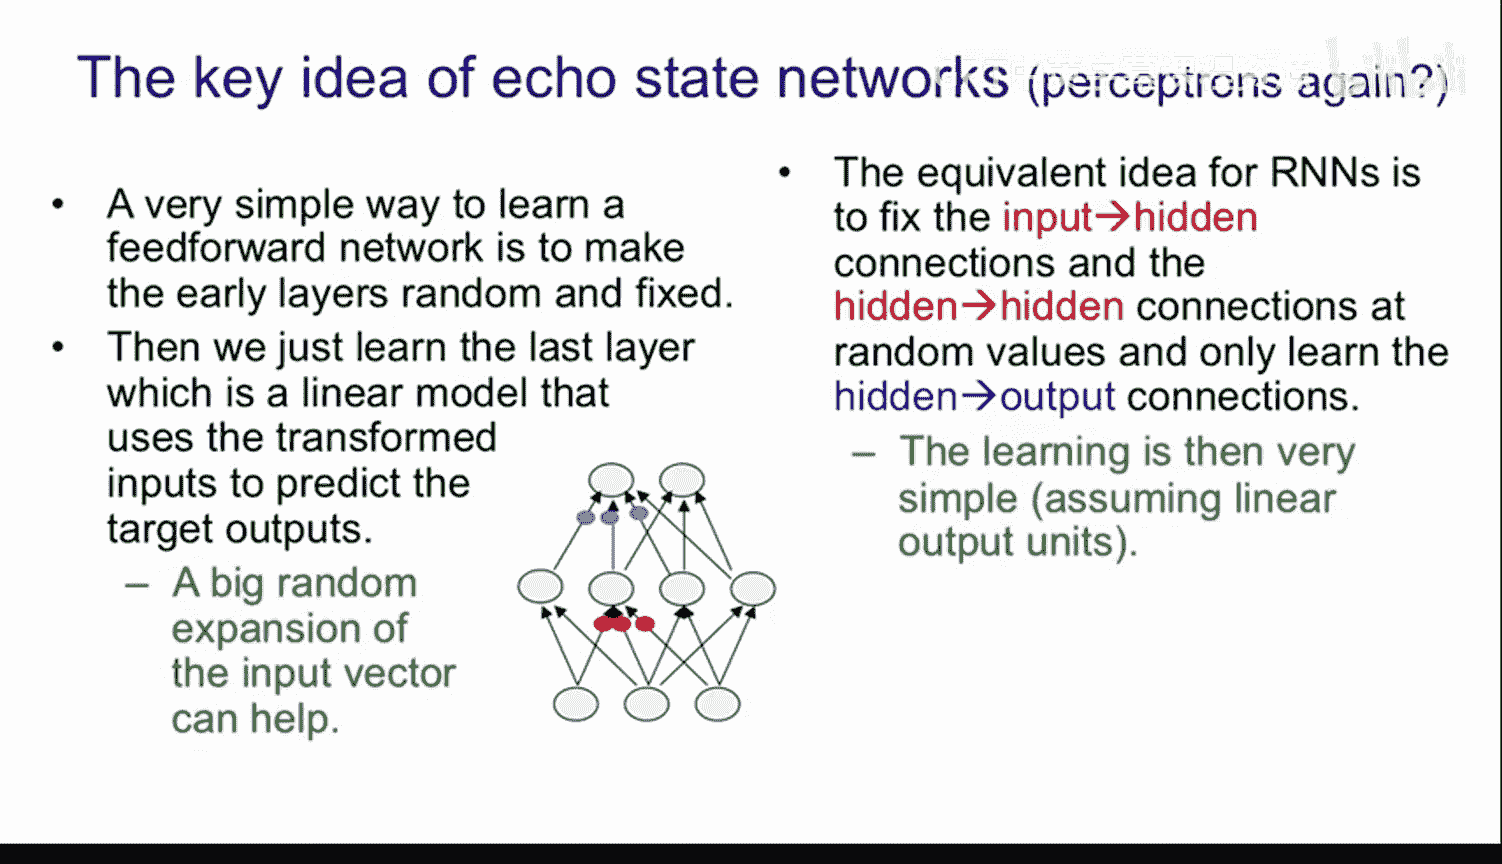 The key idea of echo state networks (perceptrons again?)
• A very simple way to learn a
feedforward network is to make
the early layers random and fixed.
• Then we just learn the last layer
which is a linear model that
uses the transformed
inputs to predict the
target outputs.
– A big random
expansion of
the input vector
can help.
• The equivalent idea for RNNs is
to fix the input→hidden
connections and the
hidden→hidden connections at
random values and only learn the
hidden→output connections.
– The learning is then very
simple (assuming linear
output units).